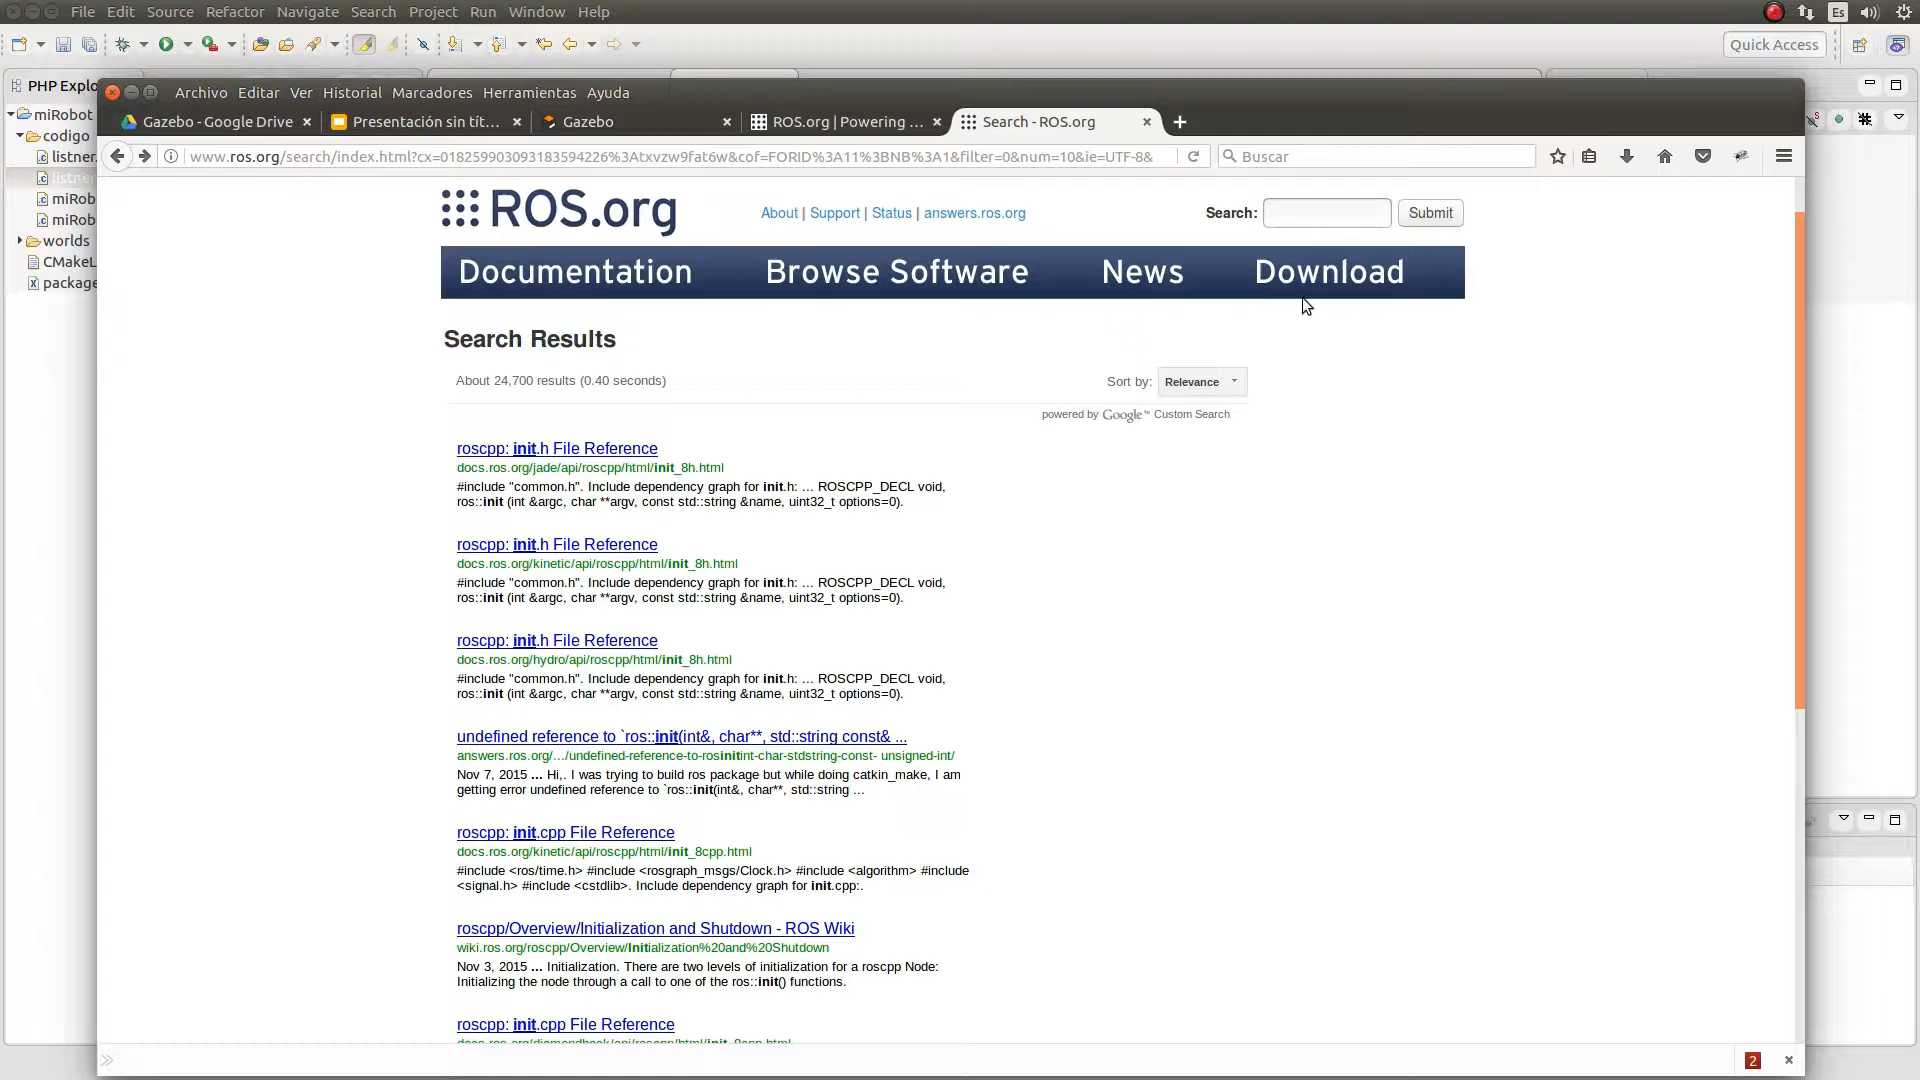 File Edit Source Refactor Navigate Search Project Run Window Help
Es
Quick Access
PHP Explo
miRobot
codigo
listner.
listner
miRob
miRob
worlds
CMakeL
package
Archivo Editar Ver Historial Marcadores Herramientas Ayuda
Gazebo - Google Drive
Presentación sin tít...
Gazebo
ROS.org | Powering ...
Search - ROS.org
www.ros.org/search/index.html?cx=018259903093183594226%3Atxvzw9fat6w&cof=FORID%3A11%3BNB%3A1&filter=0&num=10&ie=UTF-8&
Buscar
ROS.org
About | Support | Status | answers.ros.org
Search:
Submit
Documentation Browse Software News Download
Search Results
About 24,700 results (0.40 seconds)
Sort by: Relevance
powered by Google™ Custom Search
roscpp: init.h File Reference
docs.ros.org/jade/api/roscpp/html/init_8h.html
#include "common.h". Include dependency graph for init.h: ... ROSCPP_DECL void,
ros::init (int &argc, char **argv, const std::string &name, uint32_t options=0).
roscpp: init.h File Reference
docs.ros.org/kinetic/api/roscpp/html/init_8h.html
#include "common.h". Include dependency graph for init.h: ... ROSCPP_DECL void,
ros::init (int &argc, char **argv, const std::string &name, uint32_t options=0).
roscpp: init.h File Reference
docs.ros.org/hydro/api/roscpp/html/init_8h.html
#include "common.h". Include dependency graph for init.h: ... ROSCPP_DECL void,
ros::init (int &argc, char **argv, const std::string &name, uint32_t options=0).
undefined reference to `ros::init(int&, char**, std::string const& ...
answers.ros.org/.../undefined-reference-to-rosinitint-char-stdstring-const- unsigned-int/
Nov 7, 2015 ... Hi,. I was trying to build ros package but while doing catkin_make, I am
getting error undefined reference to `ros::init(int&, char**, std::string ...
roscpp: init.cpp File Reference
docs.ros.org/kinetic/api/roscpp/html/init_8cpp.html
#include <ros/time.h> #include <rosgraph_msgs/Clock.h> #include <algorithm> #include
<signal.h> #include <cstdlib>. Include dependency graph for init.cpp:.
roscpp/Overview/Initialization and Shutdown - ROS Wiki
wiki.ros.org/roscpp/Overview/Initialization%20and%20Shutdown
Nov 3, 2015 ... Initialization. There are two levels of initialization for a roscpp Node:
Initializing the node through a call to one of the ros::init() functions.
roscpp: init.cpp File Reference
docs.ros.org/diamondback/api/roscpp/html/init_8cpp.html
2